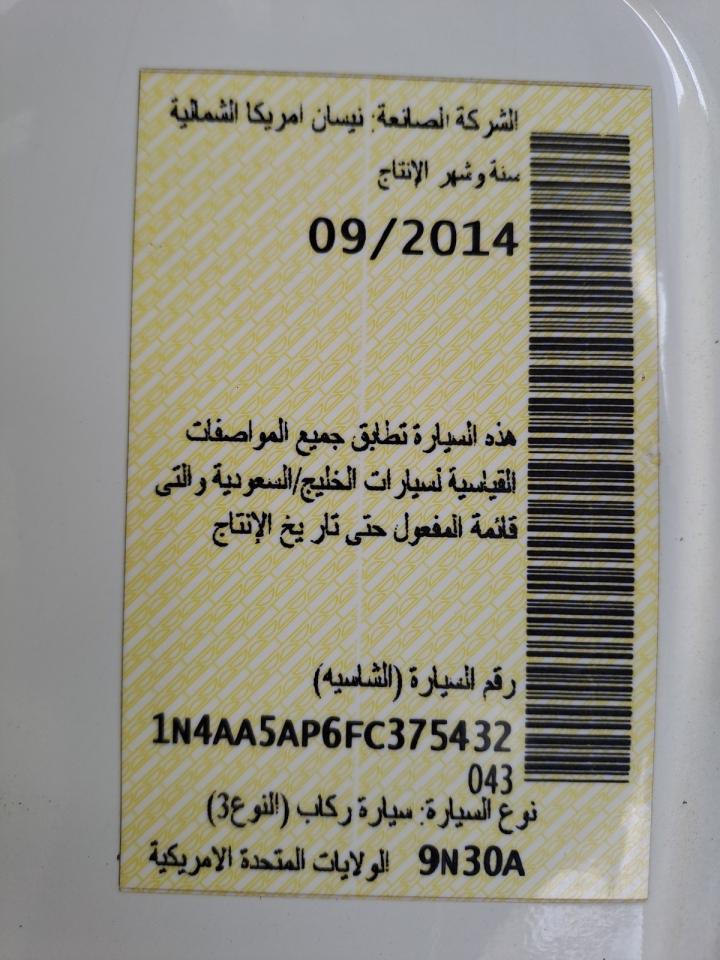 الشركة الصانعة: نيسان امريكا الشمالية
سنة وشهر الإنتاج
09/2014
هذه السيارة تطابق جميع المواصفات
القياسية لسيارات الخليج/السعودية والتى
قائمة المفعول حتى تاريخ الإنتاج
رقم السيارة (الشاسيه)
1N4AA5AP6FC375432
043
نوع السيارة: سيارة ركاب (النوع3)
9N30A الولايات المتحدة الامريكية